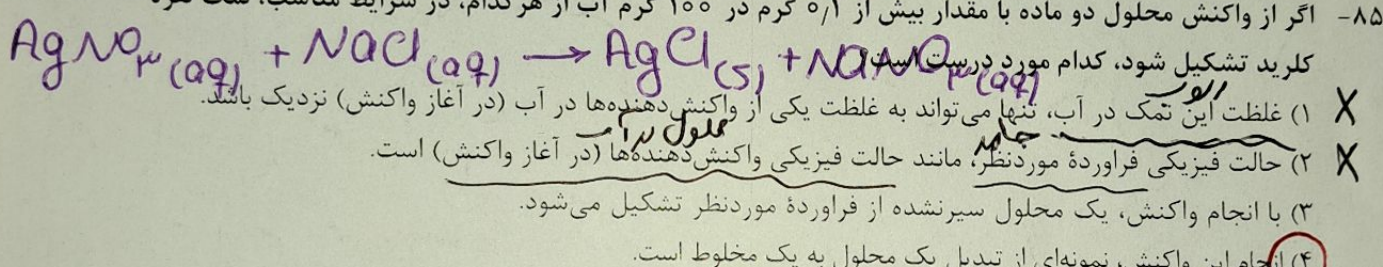 ۸۵- اگر از واکنش محلول دو ماده با مقدار بیش از ۰/۱ گرم در ۱۰۰ گرم آب از هر کدام، در شرایط مناسب،
AgNO۳(aq) + NaCl(aq) → AgCl(s) + NaNO۳(aq)
کلرید تشکیل شود، کدام مورد درست است؟
X ۱) غلظت این نمک در آب، تنها می‌تواند به غلظت یکی از واکنش‌دهنده‌ها در آب (در آغاز واکنش) نزدیک باشد.
جامد محلول در آب
X ۲) حالت فیزیکی فراوردهٔ موردنظر، مانند حالت فیزیکی واکنش‌دهنده‌ها (در آغاز واکنش) است.
۳) با انجام واکنش، یک محلول سیرنشده از فراوردهٔ موردنظر تشکیل می‌شود.
۴) انجام این واکنش، نمونه‌ای از تبدیل یک محلول به یک مخلوط است.